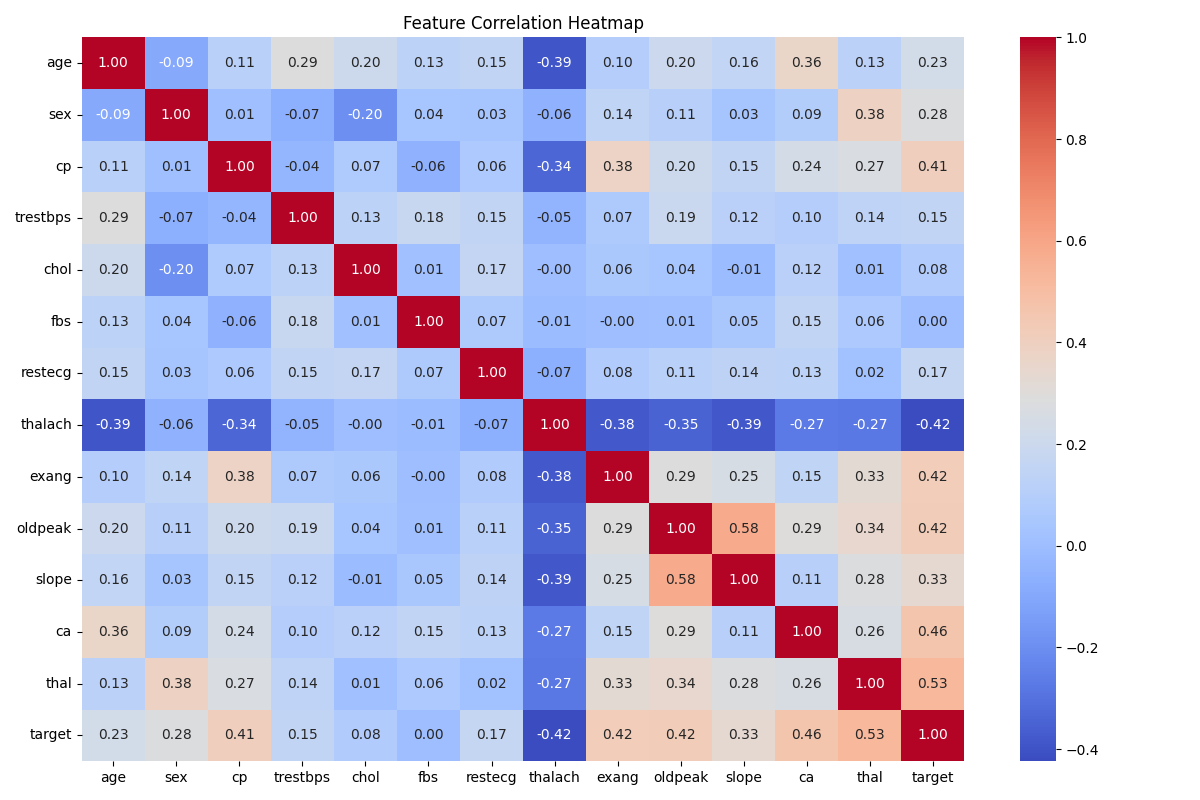 Feature Correlation Heatmap
age 1.00 -0.09 0.11 0.29 0.20 0.13 0.15 -0.39 0.10 0.20 0.16 0.36 0.13 0.23
sex -0.09 1.00 0.01 -0.07 -0.20 0.04 0.03 -0.06 0.14 0.11 0.03 0.09 0.38 0.28
cp 0.11 0.01 1.00 -0.04 0.07 -0.06 0.06 -0.34 0.38 0.20 0.15 0.24 0.27 0.41
trestbps 0.29 -0.07 -0.04 1.00 0.13 0.18 0.15 -0.05 0.07 0.19 0.12 0.10 0.14 0.15
chol 0.20 -0.20 0.07 0.13 1.00 0.01 0.17 -0.00 0.06 0.04 -0.01 0.12 0.01 0.08
fbs 0.13 0.04 -0.06 0.18 0.01 1.00 0.07 -0.01 -0.00 0.01 0.05 0.15 0.06 0.00
restecg 0.15 0.03 0.06 0.15 0.17 0.07 1.00 -0.07 0.08 0.11 0.14 0.13 0.02 0.17
thalach -0.39 -0.06 -0.34 -0.05 -0.00 -0.01 -0.07 1.00 -0.38 -0.35 -0.39 -0.27 -0.27 -0.42
exang 0.10 0.14 0.38 0.07 0.06 -0.00 0.08 -0.38 1.00 0.29 0.25 0.15 0.33 0.42
oldpeak 0.20 0.11 0.20 0.19 0.04 0.01 0.11 -0.35 0.29 1.00 0.58 0.29 0.34 0.42
slope 0.16 0.03 0.15 0.12 -0.01 0.05 0.14 -0.39 0.25 0.58 1.00 0.11 0.28 0.33
ca 0.36 0.09 0.24 0.10 0.12 0.15 0.13 -0.27 0.15 0.29 0.11 1.00 0.26 0.46
thal 0.13 0.38 0.27 0.14 0.01 0.06 0.02 -0.27 0.33 0.34 0.28 0.26 1.00 0.53
target 0.23 0.28 0.41 0.15 0.08 0.00 0.17 -0.42 0.42 0.42 0.33 0.46 0.53 1.00
age sex cp trestbps chol fbs restecg thalach exang oldpeak slope ca thal target
1.0
0.8
0.6
0.4
0.2
0.0
−0.2
−0.4